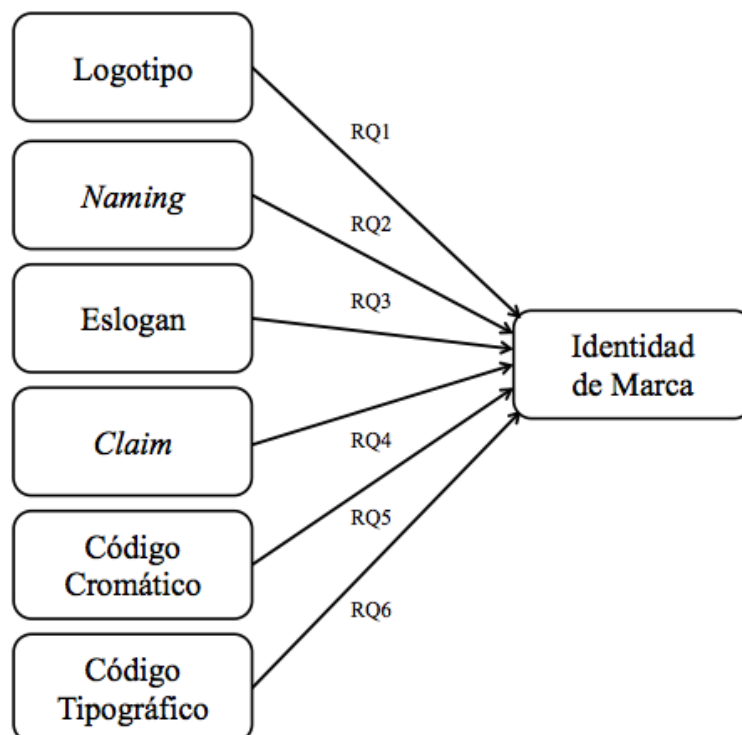 Logotipo
RQ1
Naming
RQ2
Eslogan
RQ3
Identidad
de Marca
Claim
RQ4
Código
Cromático
RQ5
Código
Tipográfico
RQ6